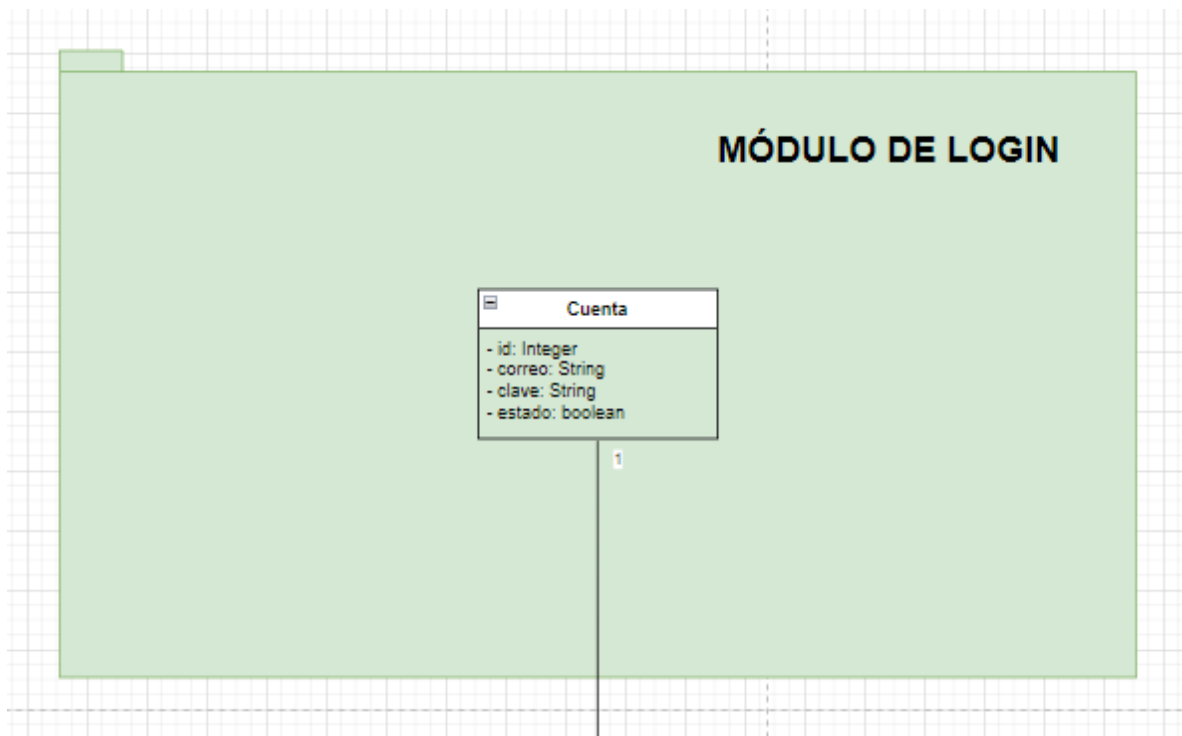 MÓDULO DE LOGIN
Cuenta
- id: Integer
- correo: String
- clave: String
- estado: boolean
1